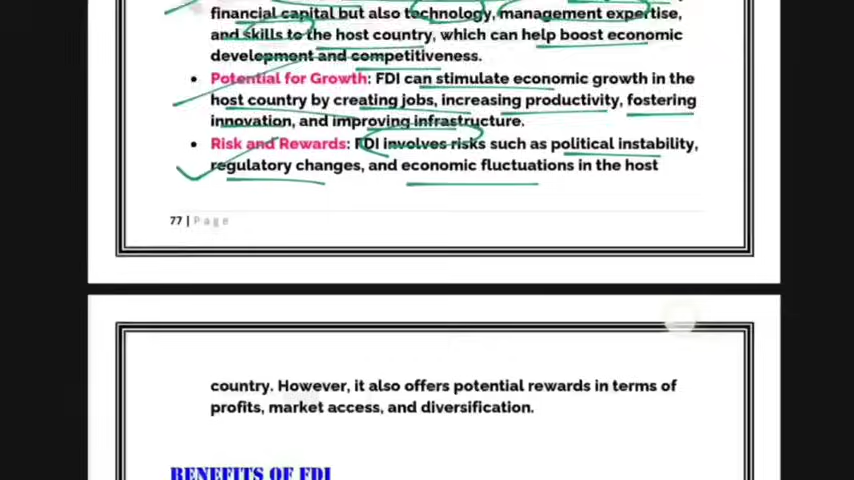 financial capital but also technology, management expertise,
and skills to the host country, which can help boost economic
development and competitiveness.
• Potential for Growth: FDI can stimulate economic growth in the
host country by creating jobs, increasing productivity, fostering
innovation, and improving infrastructure.
• Risk and Rewards: FDI involves risks such as political instability,
regulatory changes, and economic fluctuations in the host
77 | Page
country. However, it also offers potential rewards in terms of
profits, market access, and diversification.
BENEFITS OF FDI